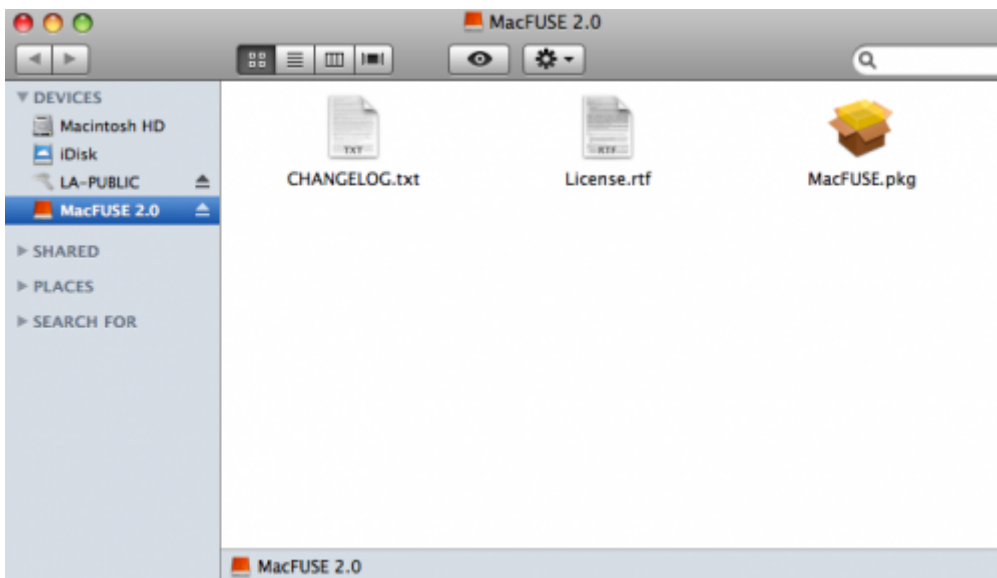 MacFUSE 2.0
DEVICES
Macintosh HD
iDisk
LA-PUBLIC
MacFUSE 2.0
SHARED
PLACES
SEARCH FOR
TXT
CHANGELOG.txt
RTF
License.rtf
MacFUSE.pkg
MacFUSE 2.0